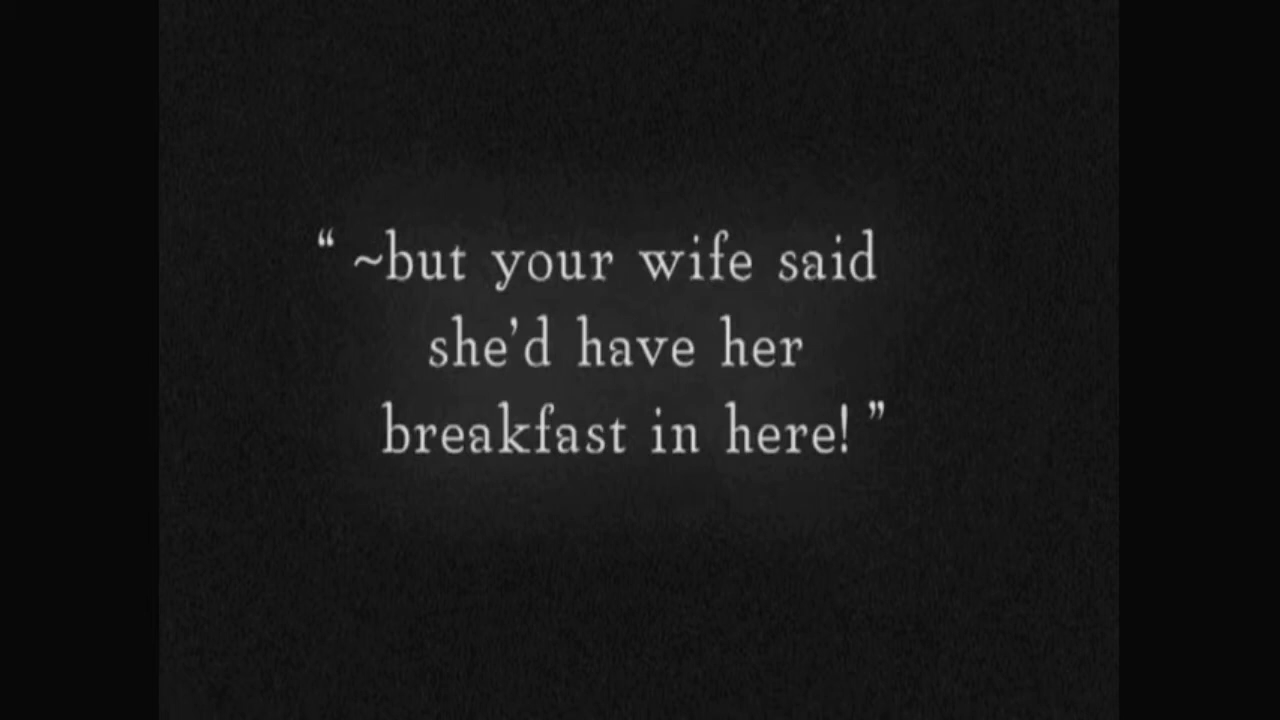 “ ~but your wife said
she’d have her
breakfast in here! ”